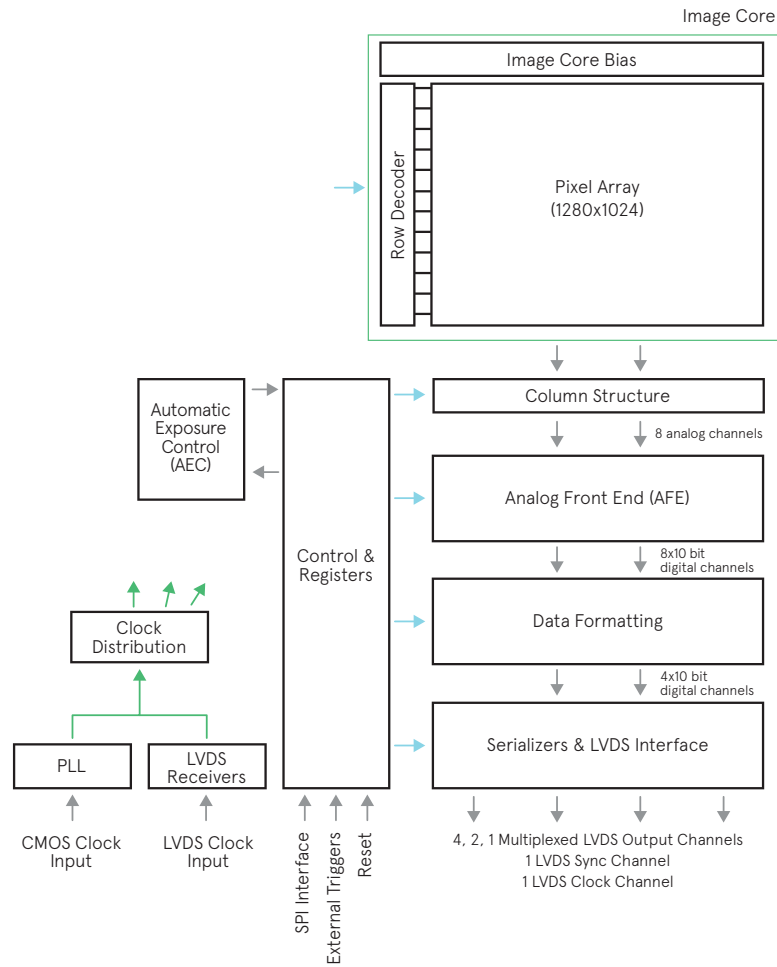 Image Core
Image Core Bias
Row Decoder
Pixel Array
(1280x1024)
Automatic
Exposure
Control
(AEC)
Column Structure
8 analog channels
Analog Front End (AFE)
Control &
Registers
8x10 bit
digital channels
Clock
Distribution
Data Formatting
4x10 bit
digital channels
PLL
LVDS
Receivers
Serializers & LVDS Interface
CMOS Clock
Input
LVDS Clock
Input
SPI Interface
External Triggers
Reset
4, 2, 1 Multiplexed LVDS Output Channels
1 LVDS Sync Channel
1 LVDS Clock Channel